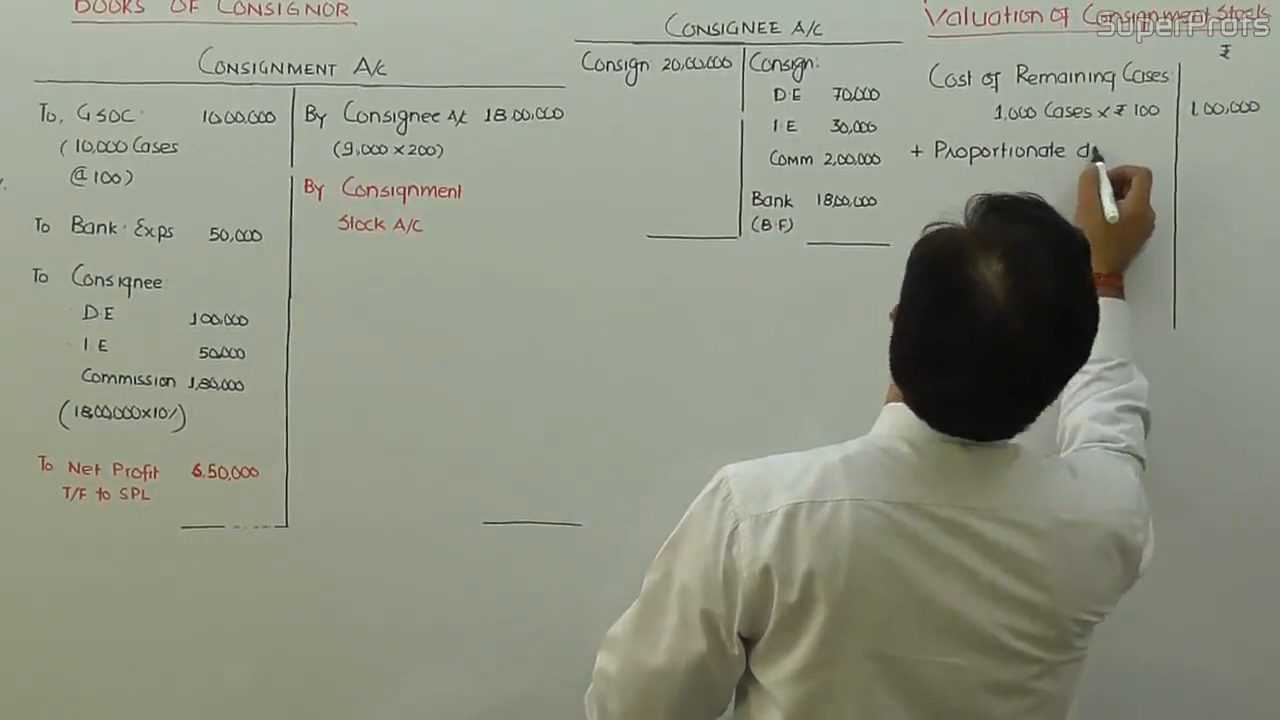 BOOKS OF CONSIGNOR
CONSIGNMENT A/c
To, GSOC: 10,00,000
(10,000 Cases
@ 100)
To Bank: Exps 50,000
To Consignee
D.E 1,00,000
I E 50,000
Commission 1,80,000
(18,00,000x10%)
To Net Profit 6,50,000
T/F to SPL
By Consignee A/c 18,00,000
(9,000 x 200)
By Consignment
Stock A/C
CONSIGNEE A/C
Consign: 20,00,000
Consign:
D E 70,000
I E 30,000
Comm 2,00,000
Bank 18,00,000
(B F)
Valuation of Consignment Stock
SuperProfs
₹
Cost of Remaining Cases
1,000 Cases x ₹ 100 1,00,000
+ Proportionate d